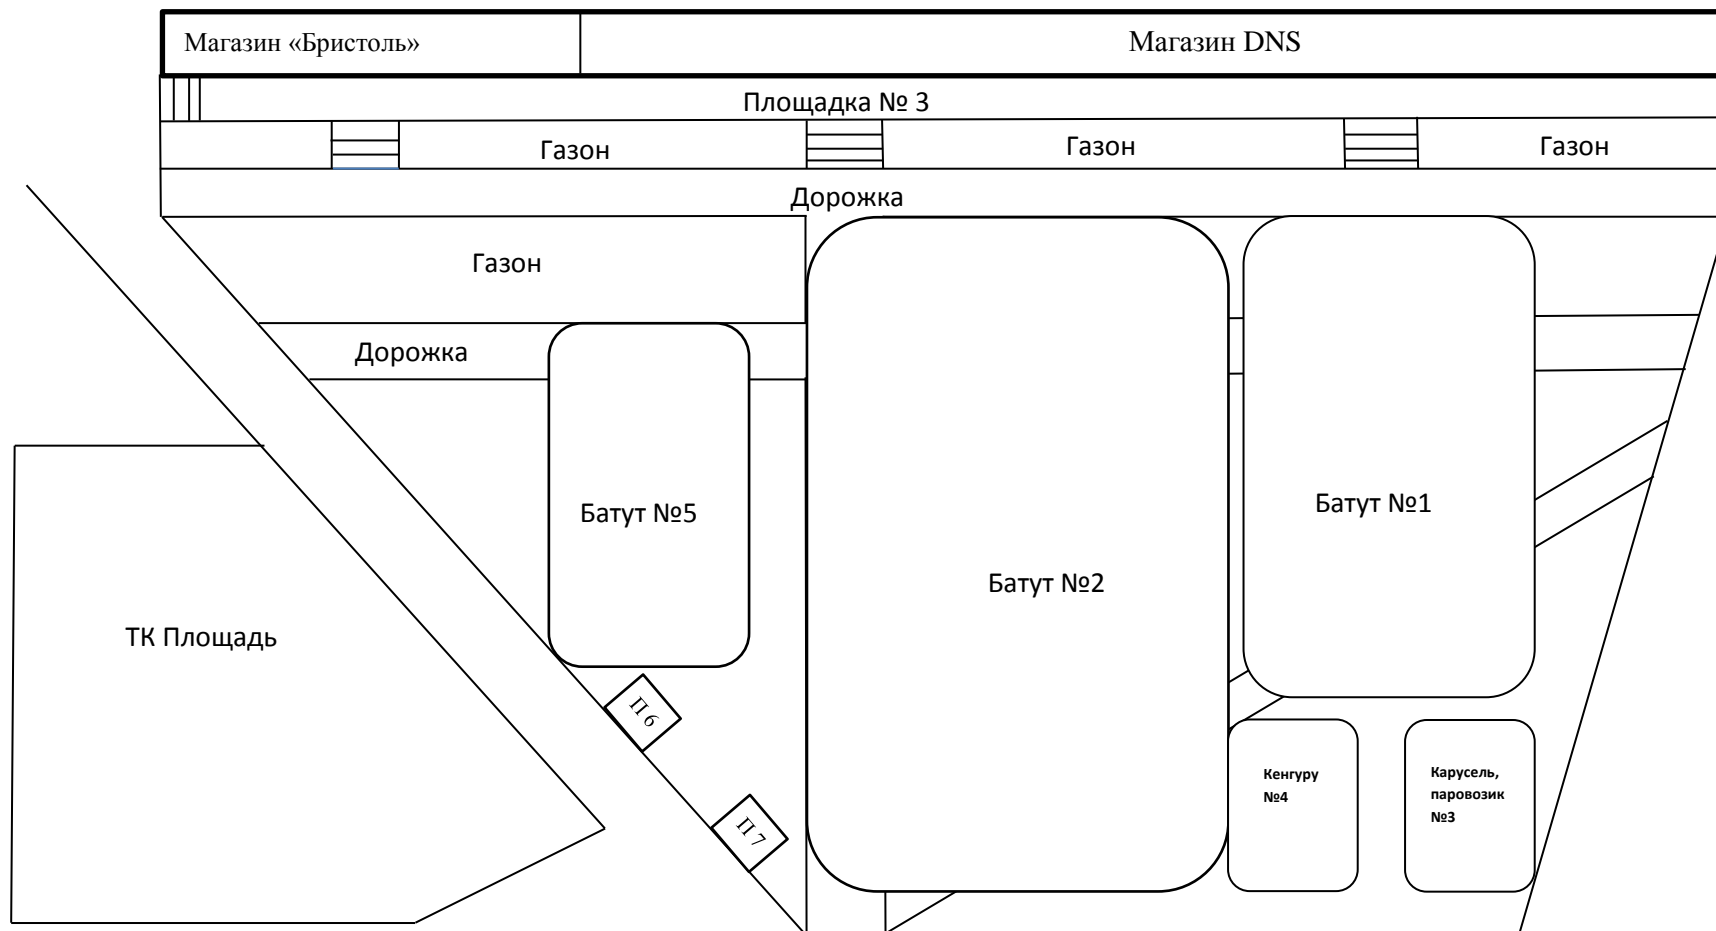 Магазин «Бристоль»
Магазин DNS
Площадка № 3
Газон
Газон
Газон
Дорожка
Газон
Дорожка
Батут №5
Батут №1
Батут №2
ТК Площадь
П 6
П 7
Кенгуру
№4
Карусель,
паровозик
№3